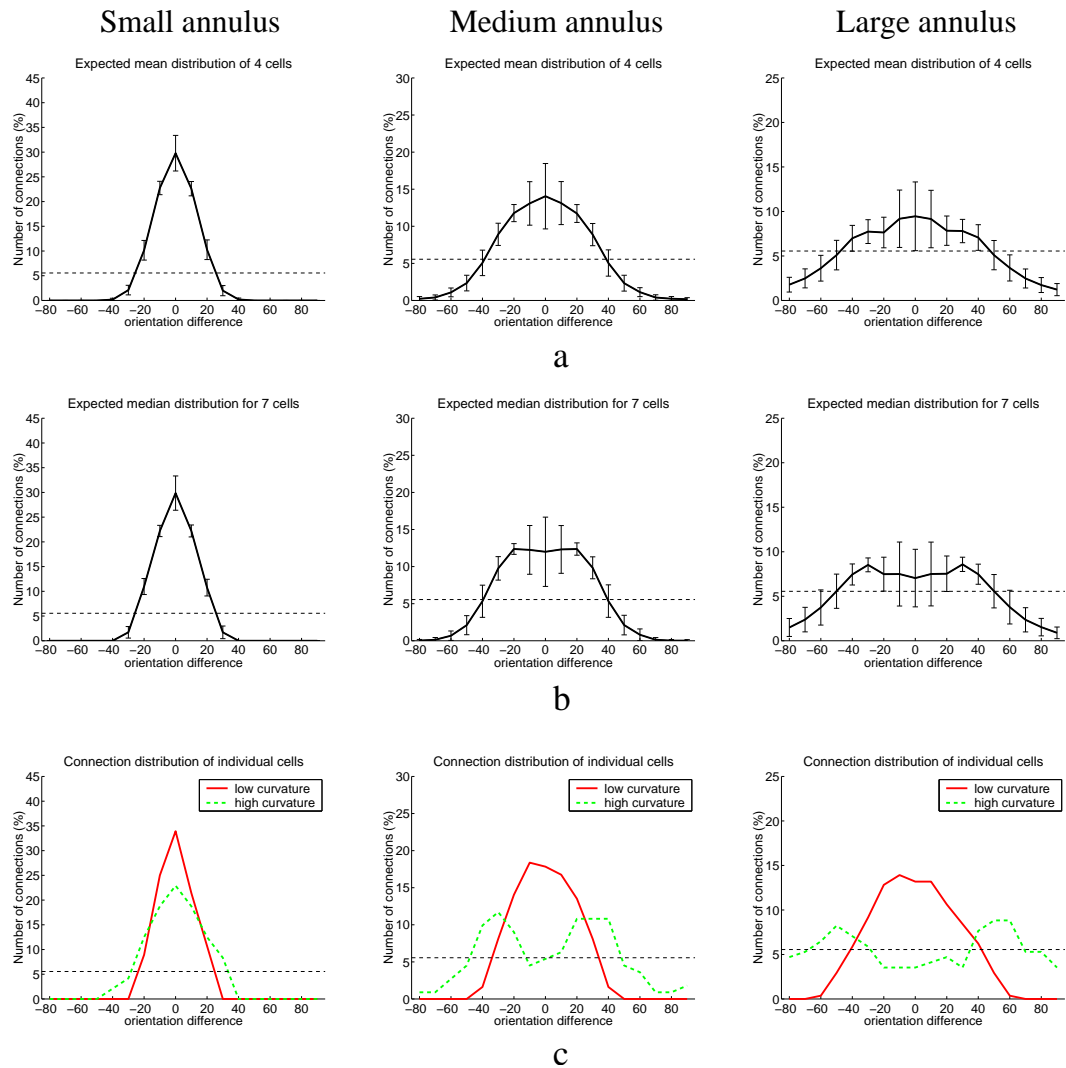 Small annulus Medium annulus Large annulus
Expected mean distribution of 4 cells
Number of connections (%)
45
40
35
30
25
20
15
10
5
0
−80 −60 −40 −20 0 20 40 60 80
orientation difference
Expected mean distribution of 4 cells
Number of connections (%)
30
25
20
15
10
5
0
−80 −60 −40 −20 0 20 40 60 80
orientation difference
Expected mean distribution of 4 cells
Number of connections (%)
25
20
15
10
5
0
−80 −60 −40 −20 0 20 40 60 80
orientation difference
a
Expected median distribution for 7 cells
Number of connections (%)
45
40
35
30
25
20
15
10
5
0
−80 −60 −40 −20 0 20 40 60 80
orientation difference
Expected median distribution for 7 cells
Number of connections (%)
30
25
20
15
10
5
0
−80 −60 −40 −20 0 20 40 60 80
orientation difference
Expected median distribution for 7 cells
Number of connections (%)
25
20
15
10
5
0
−80 −60 −40 −20 0 20 40 60 80
orientation difference
b
Connection distribution of individual cells
low curvature
high curvature
Number of connections (%)
45
40
35
30
25
20
15
10
5
0
−80 −60 −40 −20 0 20 40 60 80
orientation difference
Connection distribution of individual cells
low curvature
high curvature
Number of connections (%)
30
25
20
15
10
5
0
−80 −60 −40 −20 0 20 40 60 80
orientation difference
Connection distribution of individual cells
low curvature
high curvature
Number of connections (%)
25
20
15
10
5
0
−80 −60 −40 −20 0 20 40 60 80
orientation difference
c